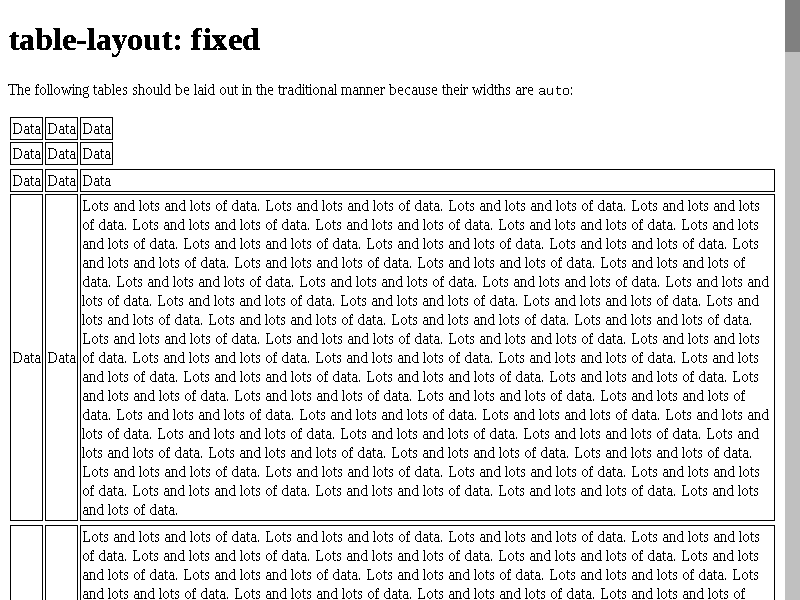 table-layout: fixed
The following tables should be laid out in the traditional manner because their widths are auto:
Data Data Data
Data Data Data
Data Data Data
Lots and lots and lots of data. Lots and lots and lots of data. Lots and lots and lots of data. Lots and lots and lots
of data. Lots and lots and lots of data. Lots and lots and lots of data. Lots and lots and lots of data. Lots and lots
and lots of data. Lots and lots and lots of data. Lots and lots and lots of data. Lots and lots and lots of data. Lots
and lots and lots of data. Lots and lots and lots of data. Lots and lots and lots of data. Lots and lots and lots of
data. Lots and lots and lots of data. Lots and lots and lots of data. Lots and lots and lots of data. Lots and lots and
lots of data. Lots and lots and lots of data. Lots and lots and lots of data. Lots and lots and lots of data. Lots and
lots and lots of data. Lots and lots and lots of data. Lots and lots and lots of data. Lots and lots and lots of data.
Lots and lots and lots of data. Lots and lots and lots of data. Lots and lots and lots of data. Lots and lots and lots
Data Data of data. Lots and lots and lots of data. Lots and lots and lots of data. Lots and lots and lots of data. Lots and lots
and lots of data. Lots and lots and lots of data. Lots and lots and lots of data. Lots and lots and lots of data. Lots
and lots and lots of data. Lots and lots and lots of data. Lots and lots and lots of data. Lots and lots and lots of
data. Lots and lots and lots of data. Lots and lots and lots of data. Lots and lots and lots of data. Lots and lots and
lots of data. Lots and lots and lots of data. Lots and lots and lots of data. Lots and lots and lots of data. Lots and
lots and lots of data. Lots and lots and lots of data. Lots and lots and lots of data. Lots and lots and lots of data.
Lots and lots and lots of data. Lots and lots and lots of data. Lots and lots and lots of data. Lots and lots and lots
of data. Lots and lots and lots of data. Lots and lots and lots of data. Lots and lots and lots of data. Lots and lots
and lots of data.
Lots and lots and lots of data. Lots and lots and lots of data. Lots and lots and lots of data. Lots and lots and lots
of data. Lots and lots and lots of data. Lots and lots and lots of data. Lots and lots and lots of data. Lots and lots
and lots of data. Lots and lots and lots of data. Lots and lots and lots of data. Lots and lots and lots of data. Lots
and lots and lots of data. Lots and lots and lots of data. Lots and lots and lots of data. Lots and lots and lots of